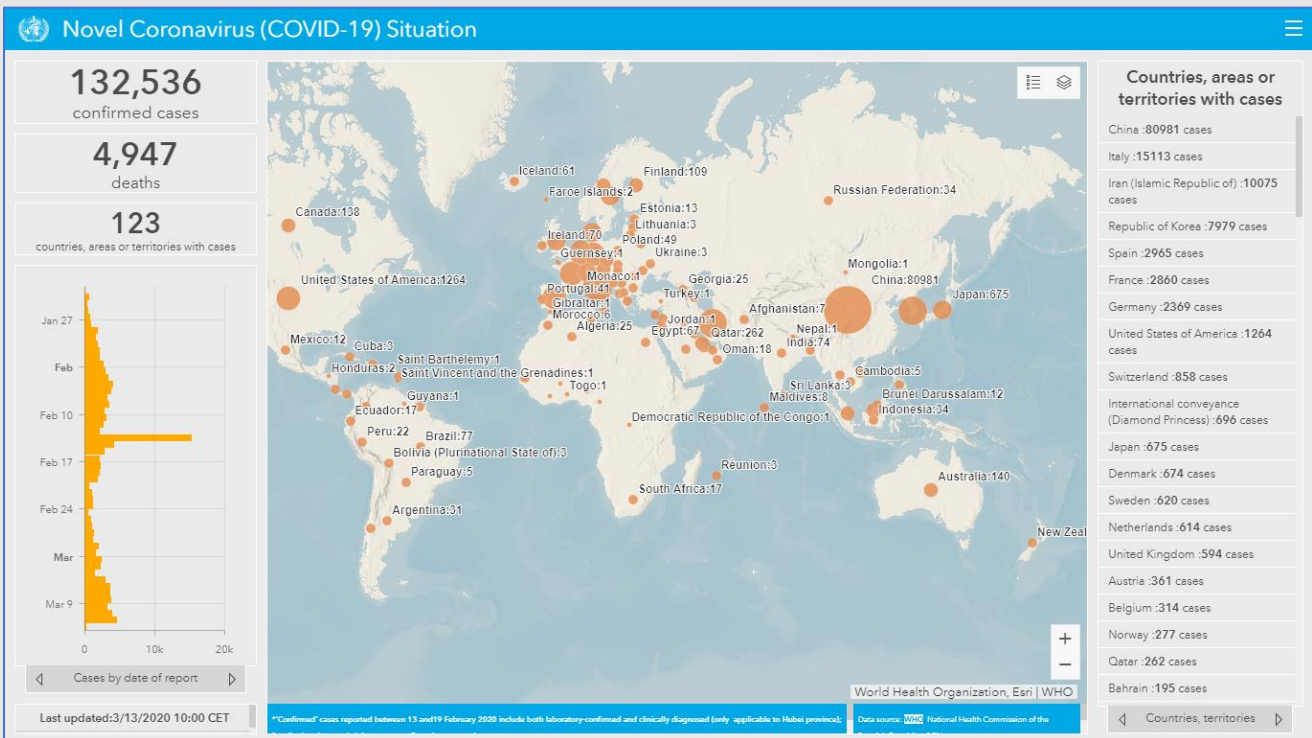 Novel Coronavirus (COVID-19) Situation
132,536
confirmed cases
4,947
deaths
123
countries, areas or territories with cases
Jan 27
Feb
Feb 10
Feb 17
Feb 24
Mar
Mar 9
0
10k
20k
Cases by date of report
Last updated:3/13/2020 10:00 CET
Iceland:61
Finland:109
Faroe Islands:2
Russian Federation:34
Canada:138
Estonia:13
Lithuania:3
Ireland:70
Poland:49
Guernsey:1
Ukraine:3
Mongolia:1
United States of America:1264
Monaco:1
Georgia:25
China:80981
Portugal:41
Turkey:1
Japan:675
Gibraltar:1
Afghanistan:7
Morocco:6
Jordan:1
Algeria:25
Egypt:67
Qatar:262
Nepal:1
Mexico:12
Cuba:3
India:74
Oman:18
Saint Barthelemy:1
Honduras:2
Saint Vincent and the Grenadines:1
Cambodia:5
Togo:1
Sri Lanka:3
Guyana:1
Maldives:8
Brunei Darussalam:12
Ecuador:17
Indonesia:34
Democratic Republic of the Congo:1
Peru:22
Brazil:77
Bolivia (Plurinational State of):3
Réunion:3
Paraguay:5
Australia:140
South Africa:17
Argentina:31
New Zeal
+
−
World Health Organization, Esri | WHO
*'Confirmed' cases reported between 13 and19 February 2020 include both laboratory-confirmed and clinically diagnosed (only applicable to Hubei province);
Data source: WHO National Health Commission of the
Countries, areas or
territories with cases
China :80981 cases
Italy :15113 cases
Iran (Islamic Republic of) :10075
cases
Republic of Korea :7979 cases
Spain :2965 cases
France :2860 cases
Germany :2369 cases
United States of America :1264
cases
Switzerland :858 cases
International conveyance
(Diamond Princess) :696 cases
Japan :675 cases
Denmark :674 cases
Sweden :620 cases
Netherlands :614 cases
United Kingdom :594 cases
Austria :361 cases
Belgium :314 cases
Norway :277 cases
Qatar :262 cases
Bahrain :195 cases
Countries, territories